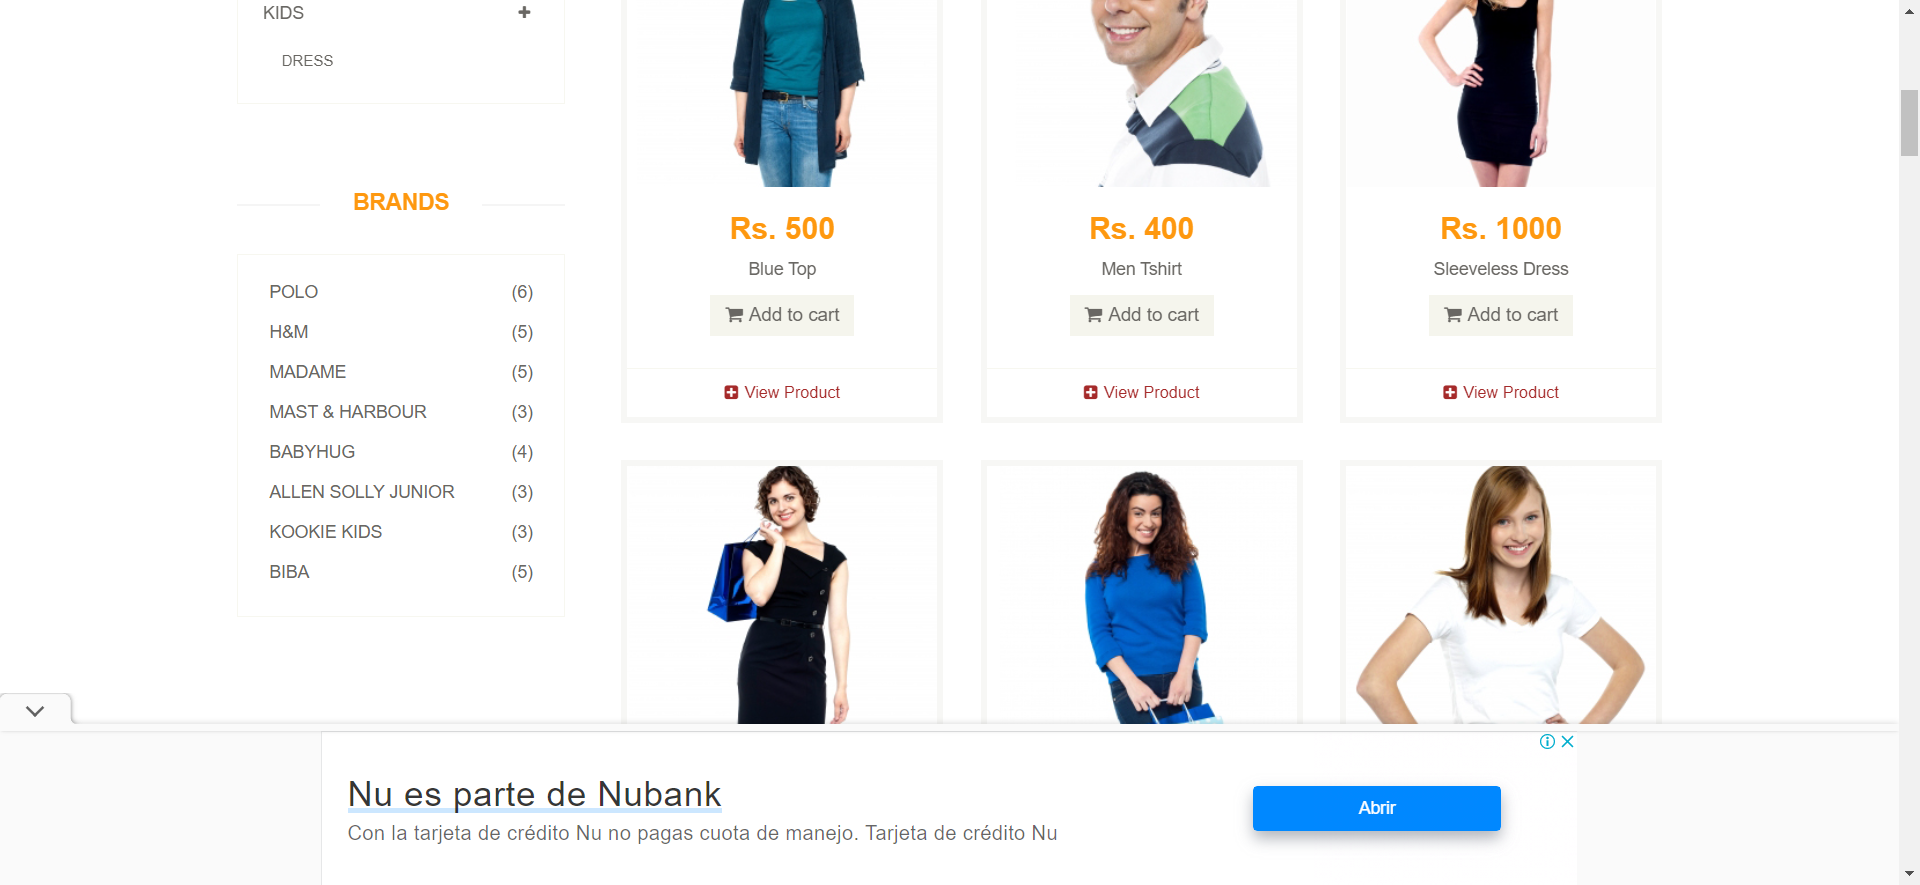 KIDS
DRESS
BRANDS
POLO (6)
H&M (5)
MADAME (5)
MAST & HARBOUR (3)
BABYHUG (4)
ALLEN SOLLY JUNIOR (3)
KOOKIE KIDS (3)
BIBA (5)
Rs. 500
Blue Top
Add to cart
View Product
Rs. 400
Men Tshirt
Add to cart
View Product
Rs. 1000
Sleeveless Dress
Add to cart
View Product
Nu es parte de Nubank
Con la tarjeta de crédito Nu no pagas cuota de manejo. Tarjeta de crédito Nu
Abrir